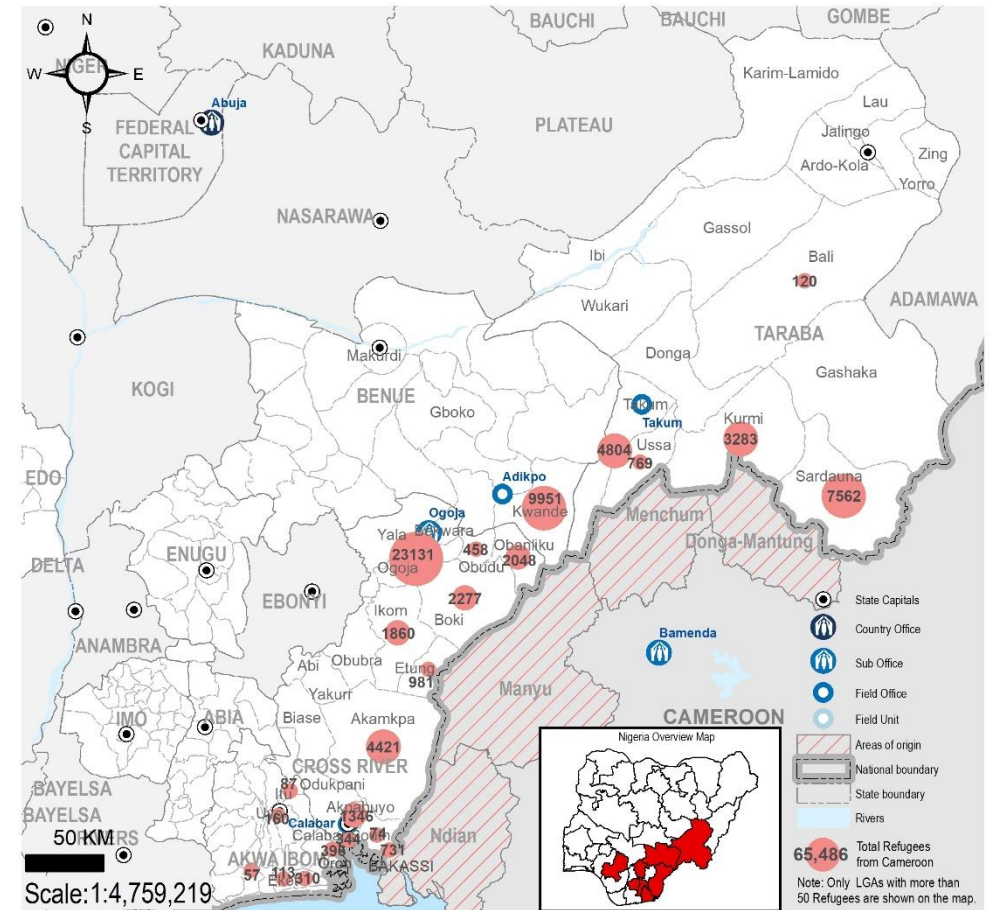 N
BAUCHI
BAUCHI
GOMBE
KADUNA
NIGER
W
E
Karim-Lamido
S
Abuja
Lau
FEDERAL
CAPITAL
TERRITORY
PLATEAU
Jalingo
Zing
Ardo-Kola
Yorro
NASARAWA
Gassol
Ibi
Bali
120
ADAMAWA
Wukari
TARABA
Makurdi
Donga
KOGI
BENUE
Gashaka
Gboko
Takum
Takum
Kurmi
3283
4804
Ussa
769
EDO
Adikpo
Sardauna
7562
9951
Kwande
Ogoja
Menchum
Yala
Bekwara
Donga-Mantung
23131
458
Obanliku
2048
ENUGU
Ogoja
Obudu
DELTA
2277
EBONYI
Ikom
1860
Boki
State Capitals
Country Office
ANAMBRA
Bamenda
Abi
Obubra
Etung
981
Sub Office
Yakurr
Manyu
Field Office
IMO
ABIA
Biase
Akamkpa
CAMEROON
Field Unit
4421
Nigeria Overview Map
Areas of origin
CROSS RIVER
National boundary
BAYELSA
87
Odukpani
Itu
State boundary
BAYELSA
160
Akpabuyo
1346
Rivers
50 KM
RIVERS
Calabar
74
Ndian
344
398
731
BAKASSI
65,486
Total Refugees
from Cameroon
AKWA IBOM
Oron
57
113
310
Note: Only LGAs with more than
50 Refugees are shown on the map.
Scale:1:4,759,219